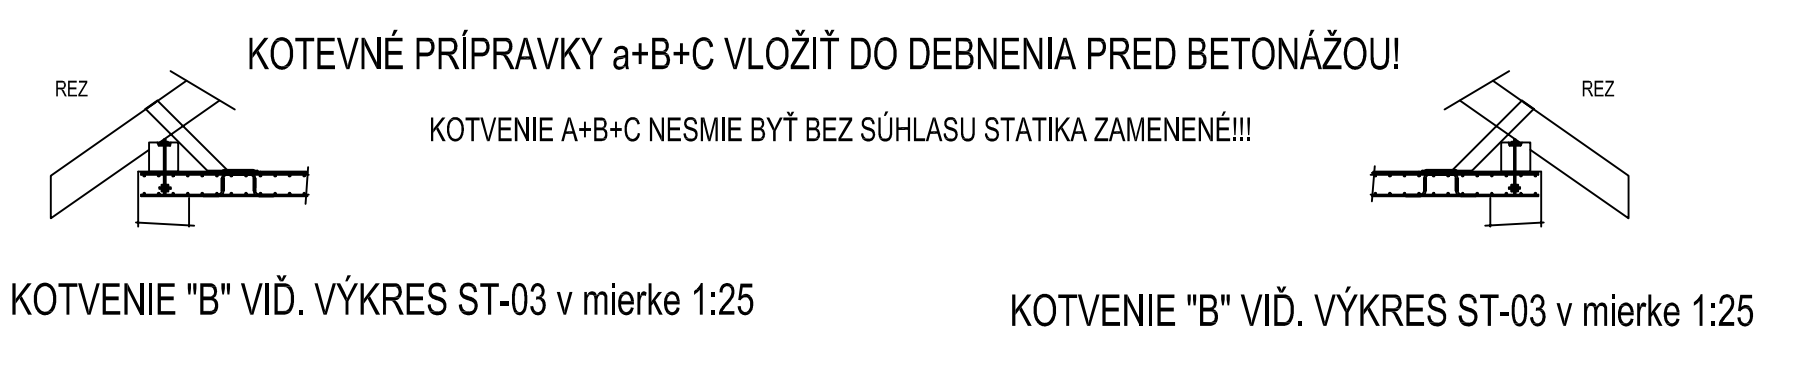 KOTEVNÉ PRÍPRAVKY a+B+C VLOŽIŤ DO DEBNENIA PRED BETONÁŽOU!
REZ
REZ
KOTVENIE A+B+C NESMIE BYŤ BEZ SÚHLASU STATIKA ZAMENENÉ!!!
KOTVENIE "B" VIĎ. VÝKRES ST-03 v mierke 1:25
KOTVENIE "B" VIĎ. VÝKRES ST-03 v mierke 1:25